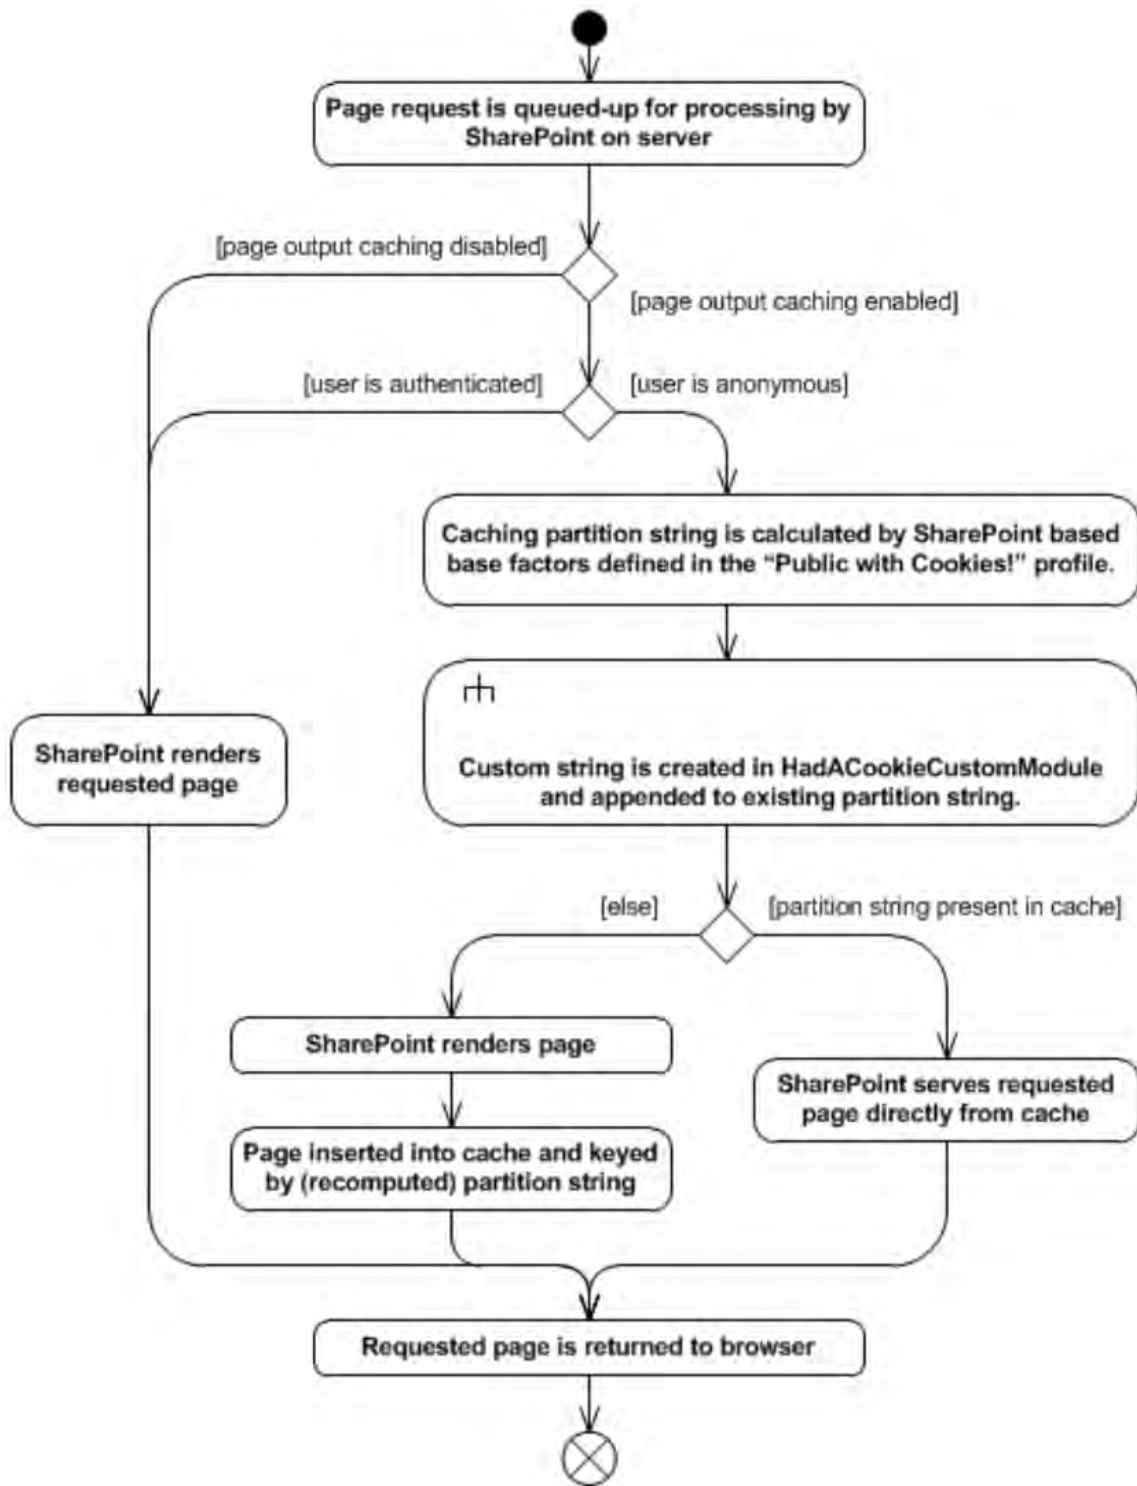 Page request is queued-up for processing by
SharePoint on server
[page output caching disabled]
[page output caching enabled]
[user is authenticated]
[user is anonymous]
Caching partition string is calculated by SharePoint based
base factors defined in the “Public with Cookies!” profile.
Custom string is created in HadACookieCustomModule
and appended to existing partition string.
SharePoint renders
requested page
[else]
[partition string present in cache]
SharePoint renders page
SharePoint serves requested
page directly from cache
Page inserted into cache and keyed
by (recomputed) partition string
Requested page is returned to browser